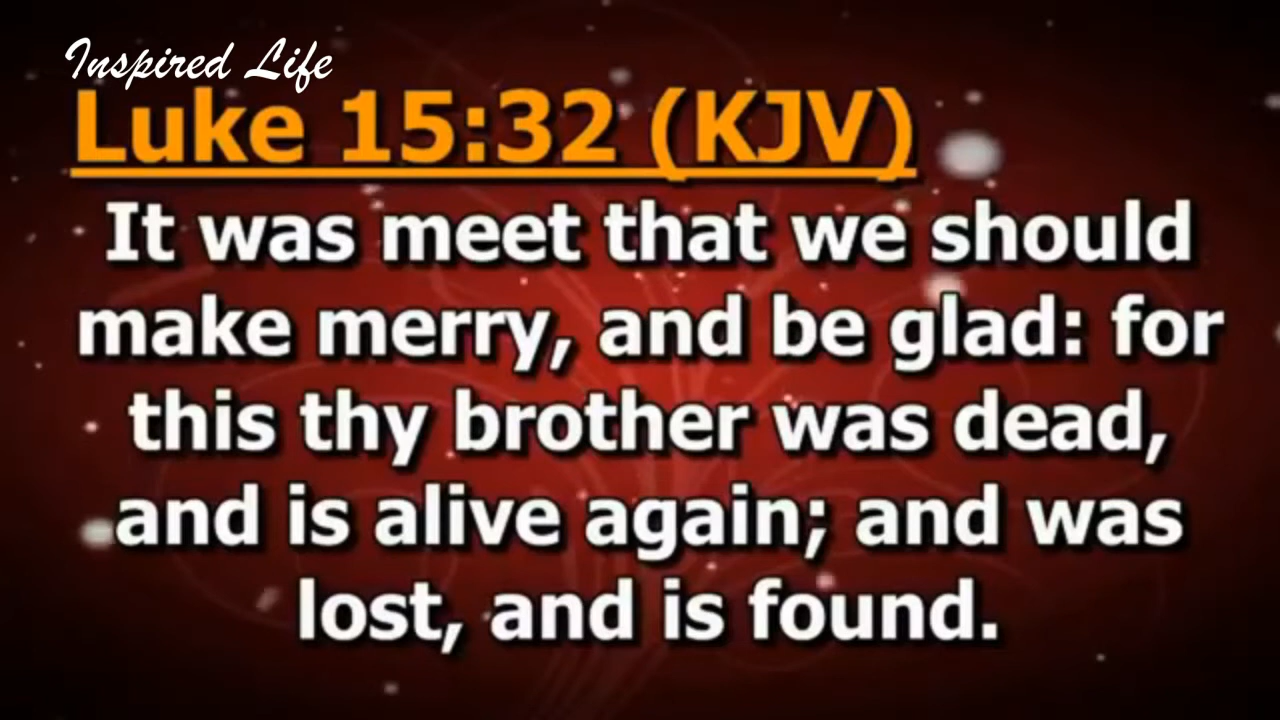 Inspired Life
Luke 15:32 (KJV)
It was meet that we should
make merry, and be glad: for
this thy brother was dead,
and is alive again; and was
lost, and is found.